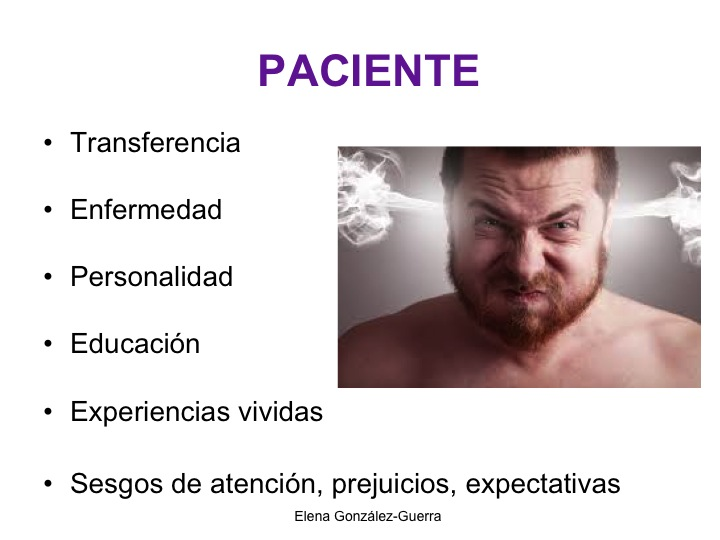 PACIENTE
• Transferencia
• Enfermedad
• Personalidad
• Educación
• Experiencias vividas
• Sesgos de atención, prejuicios, expectativas
Elena González-Guerra